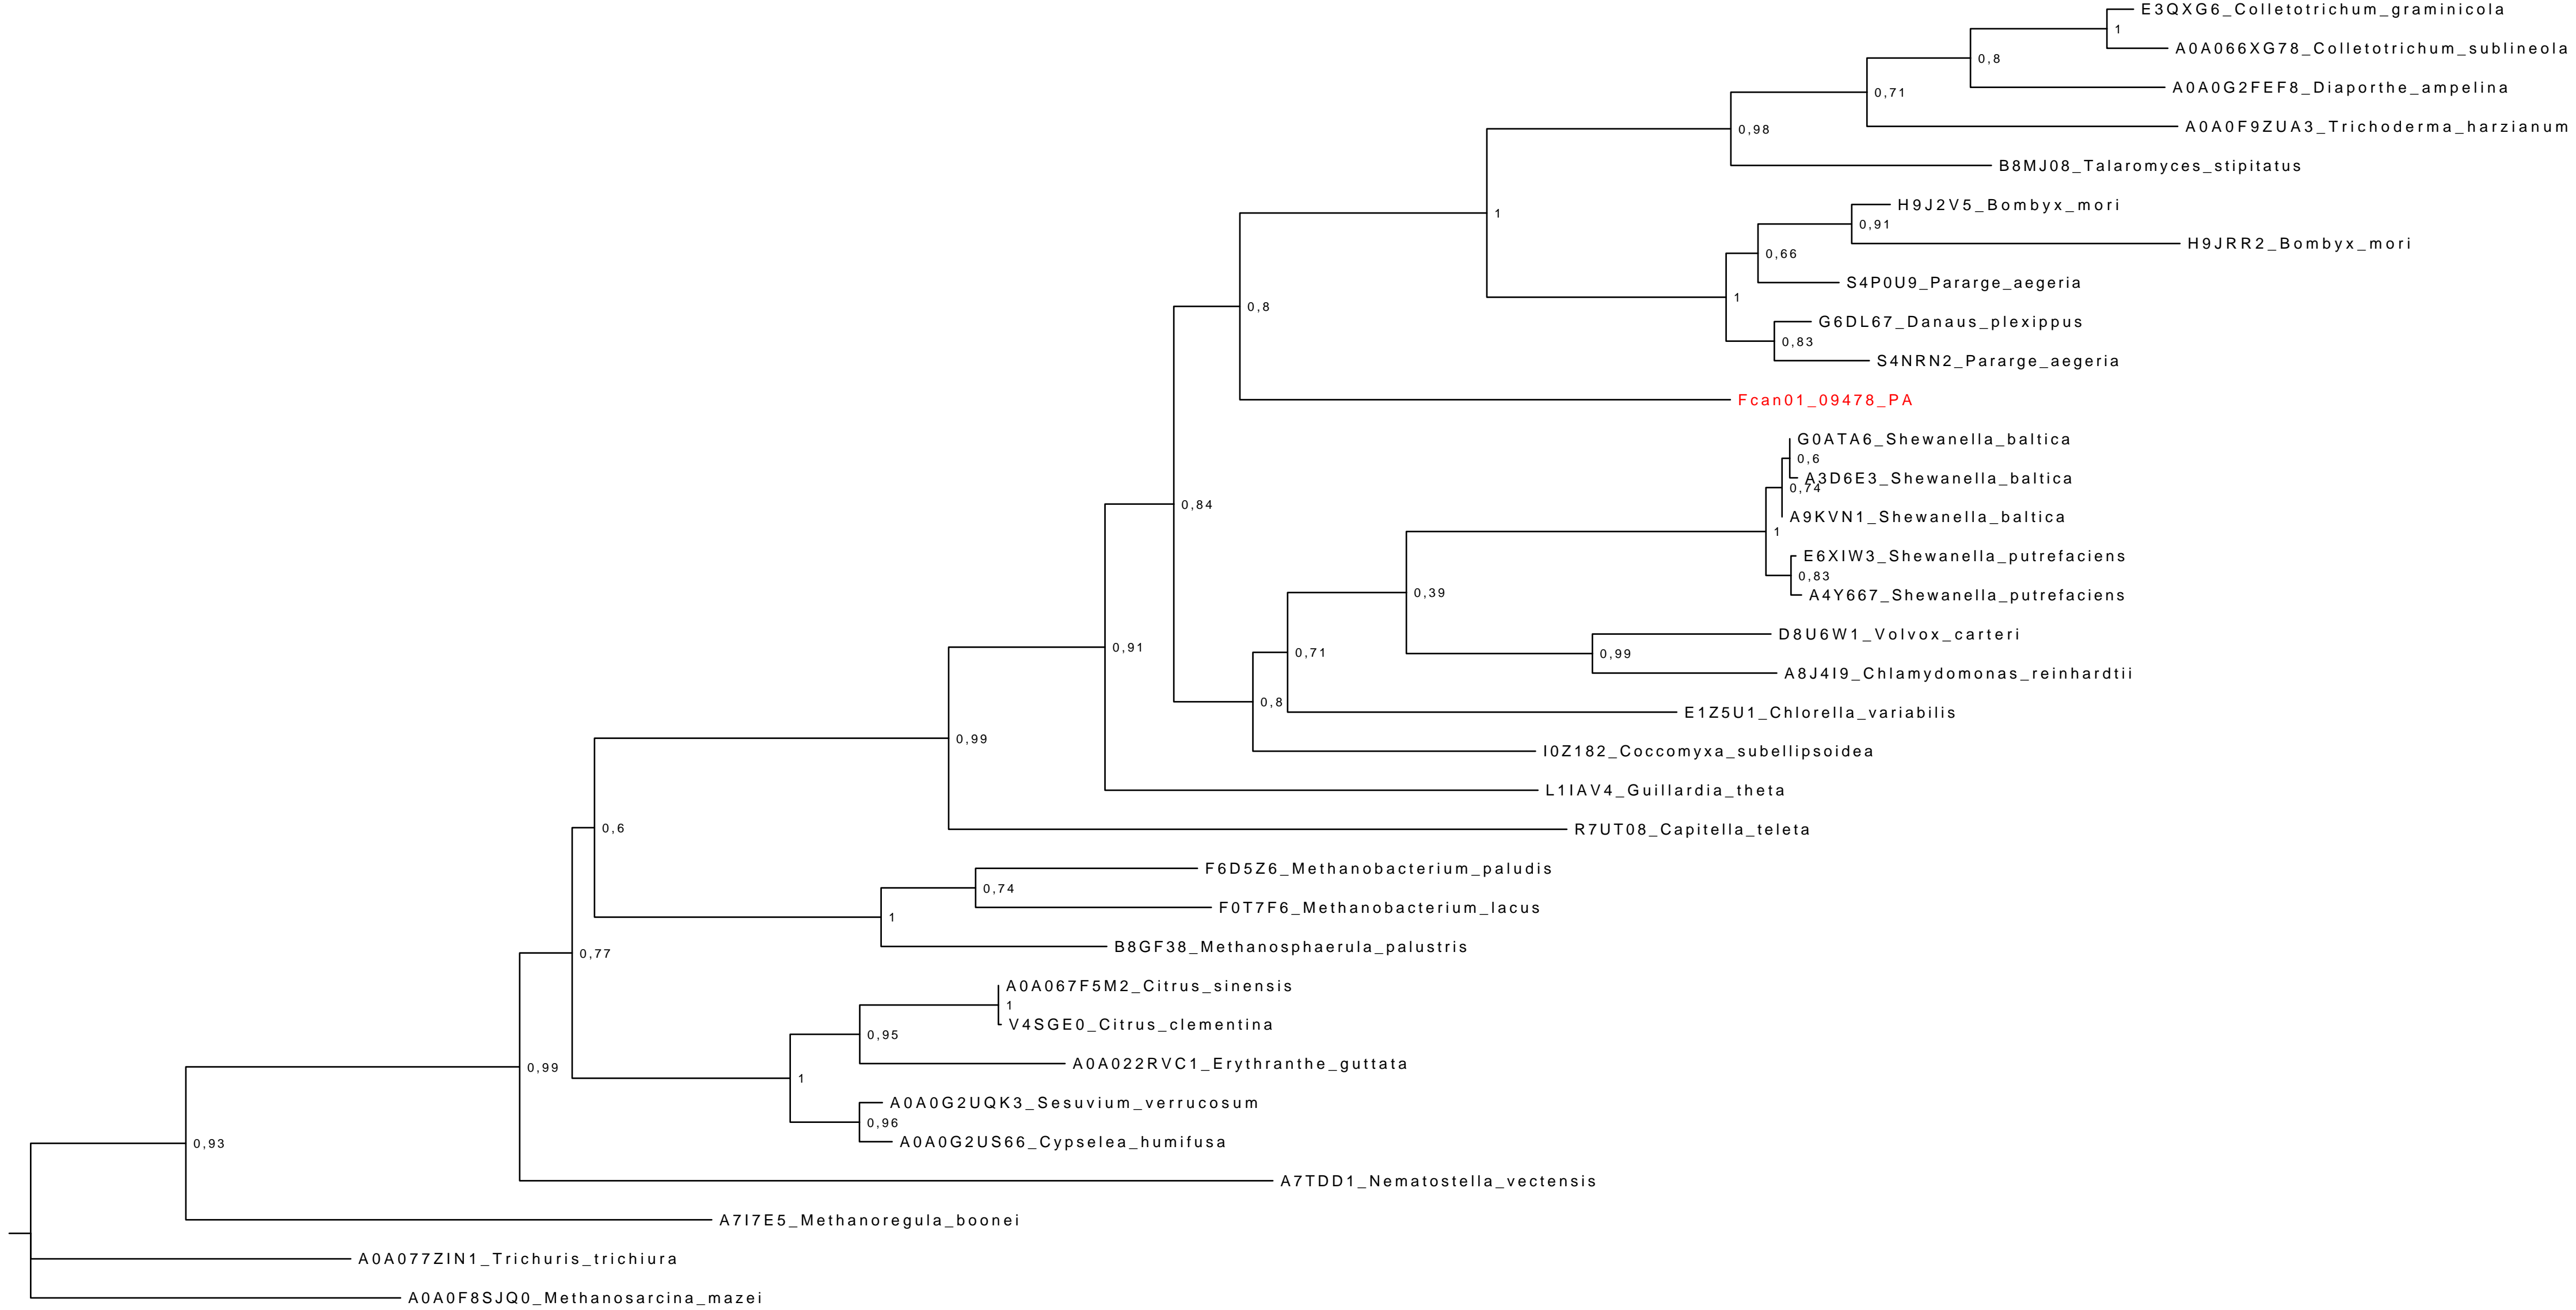 E3QXG6_Colletotrichum_graminicola
1
A0A066XG78_Colletotrichum_sublineola
0,8
A0A0G2FEF8_Diaporthe_ampelina
0,71
A0A0F9ZUA3_Trichoderma_harzianum
0,98
B8MJ08_Talaromyces_stipitatus
H9J2V5_Bombyx_mori
1
0,91
H9JRR2_Bombyx_mori
0,66
S4P0U9_Pararge_aegeria
1
0,8
G6DL67_Danaus_plexippus
0,83
S4NRN2_Pararge_aegeria
Fcan01_09478_PA
G0ATA6_Shewanella_baltica
0,6
A3D6E3_Shewanella_baltica
0,74
0,84
A9KVN1_Shewanella_baltica
1
E6XIW3_Shewanella_putrefaciens
0,83
0,39
A4Y667_Shewanella_putrefaciens
D8U6W1_Volvox_carteri
0,91
0,71
0,99
A8J4I9_Chlamydomonas_reinhardtii
0,8
E1Z5U1_Chlorella_variabilis
0,99
I0Z182_Coccomyxa_subellipsoidea
L1IAV4_Guillardia_theta
0,6
R7UT08_Capitella_teleta
F6D5Z6_Methanobacterium_paludis
0,74
F0T7F6_Methanobacterium_lacus
1
B8GF38_Methanosphaerula_palustris
0,77
A0A067F5M2_Citrus_sinensis
1
V4SGE0_Citrus_clementina
0,95
A0A022RVC1_Erythranthe_guttata
0,99
1
A0A0G2UQK3_Sesuvium_verrucosum
0,96
A0A0G2US66_Cypselea_humifusa
0,93
A7TDD1_Nematostella_vectensis
A7I7E5_Methanoregula_boonei
A0A077ZIN1_Trichuris_trichiura
A0A0F8SJQ0_Methanosarcina_mazei